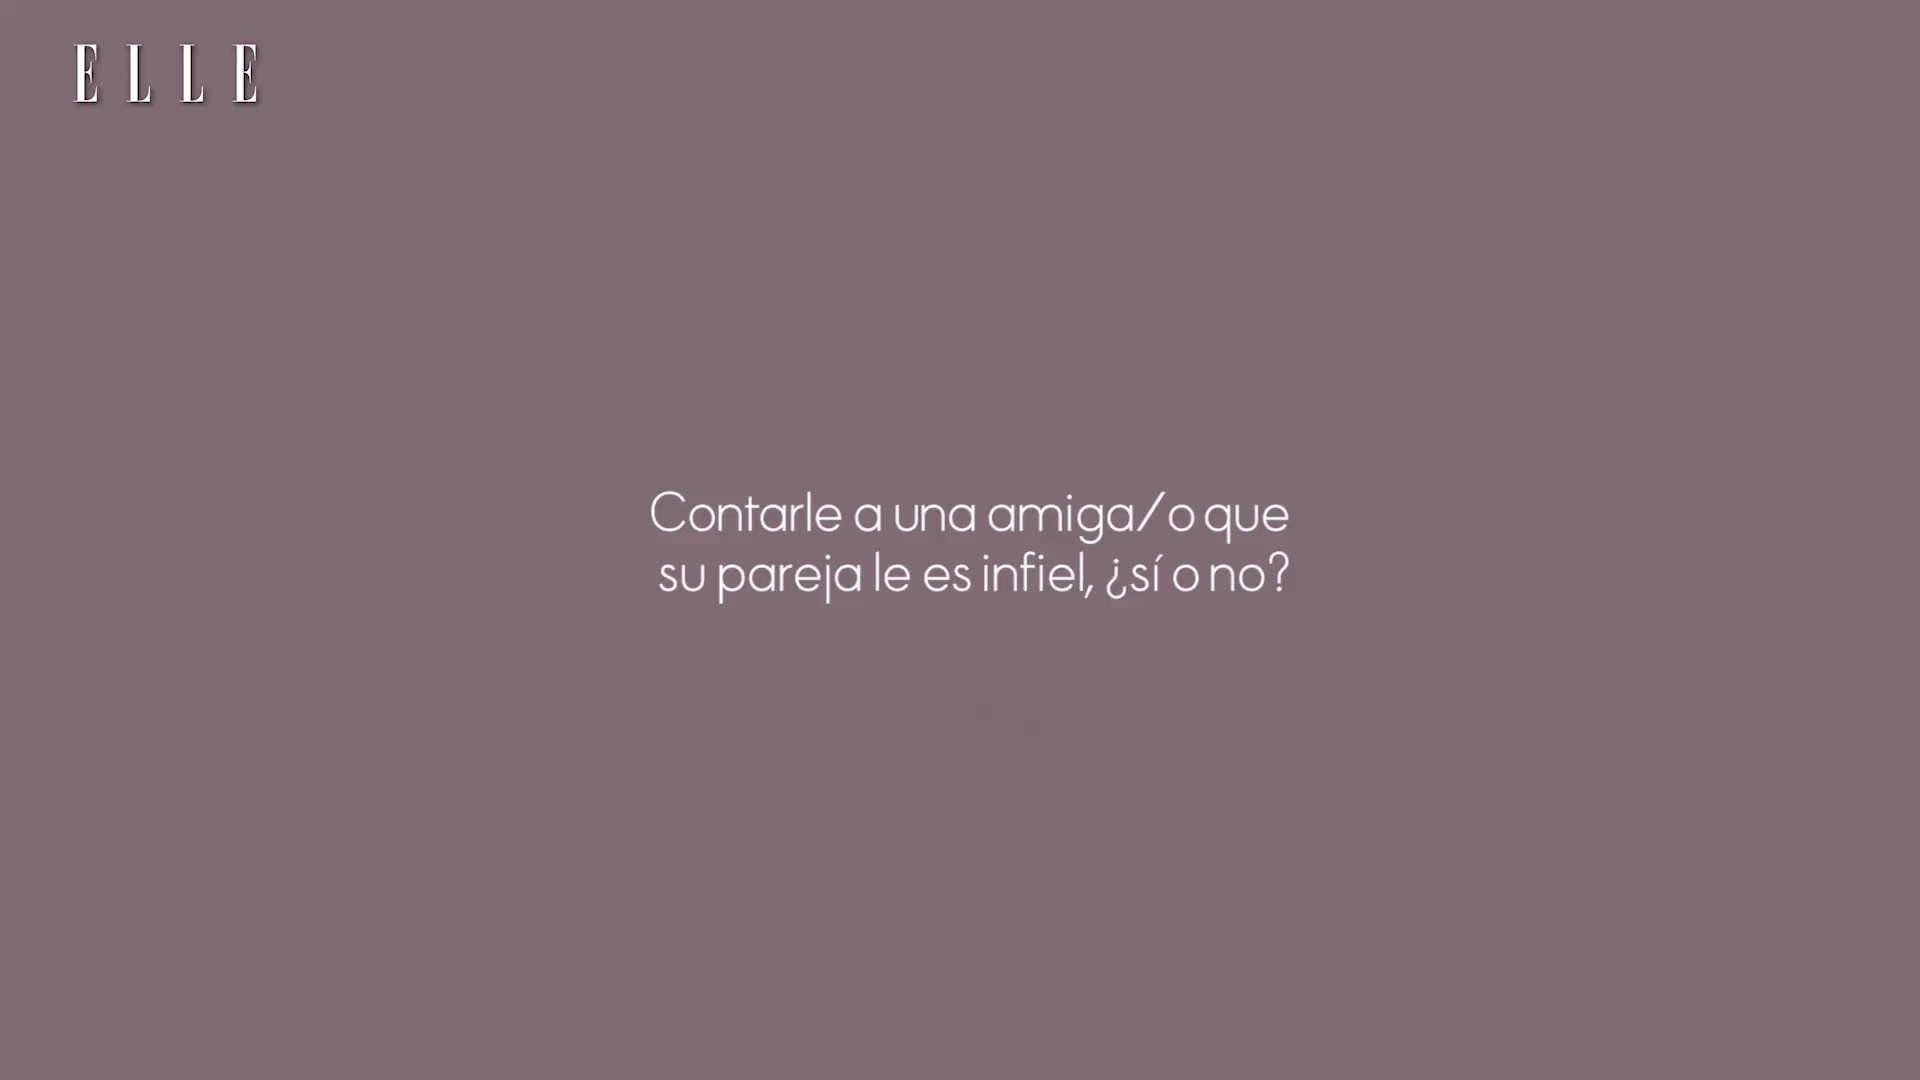 ELLE
Contarle a una amiga/o que
su pareja le es infiel, ¿sí o no?